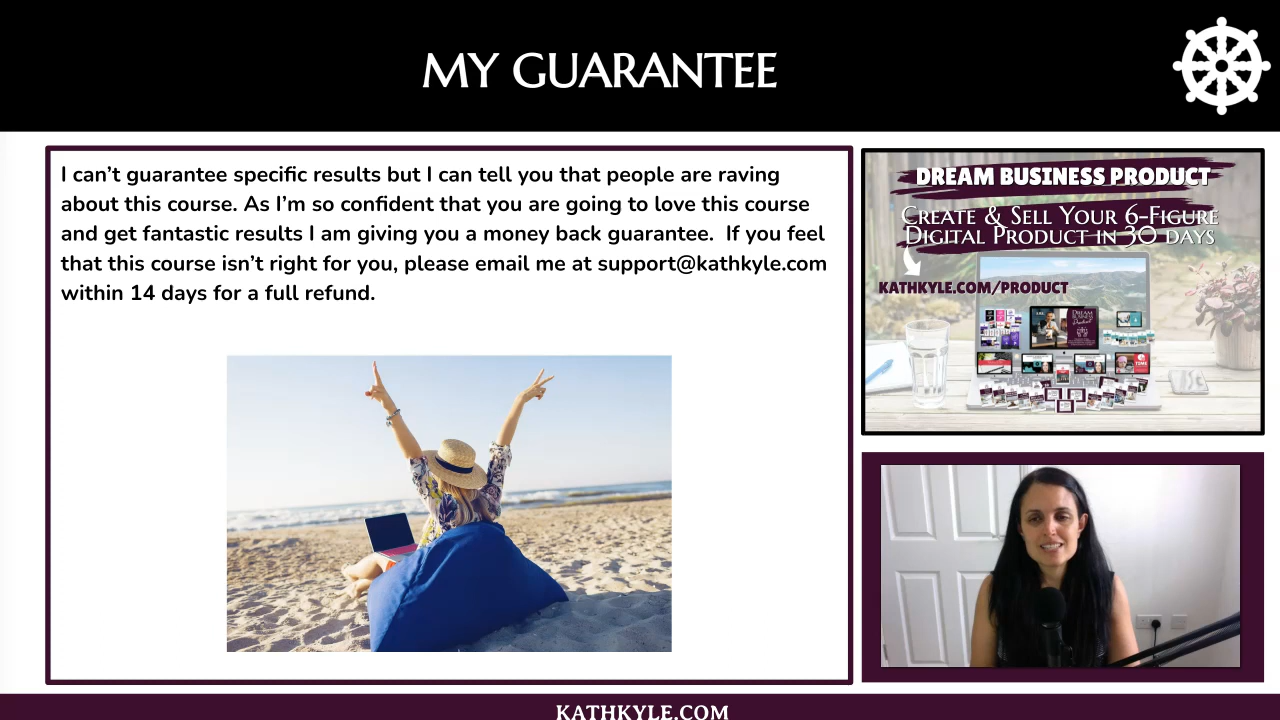 MY GUARANTEE
I can't guarantee specific results but I can tell you that people are raving
about this course. As I'm so confident that you are going to love this course
and get fantastic results I am giving you a money back guarantee.  If you feel
that this course isn't right for you, please email me at support@kathkyle.com
within 14 days for a full refund.
DREAM BUSINESS PRODUCT
CREATE & SELL YOUR 6-FIGURE
DIGITAL PRODUCT IN 30 DAYS
KATHKYLE.COM/PRODUCT
KATHKYLE.COM